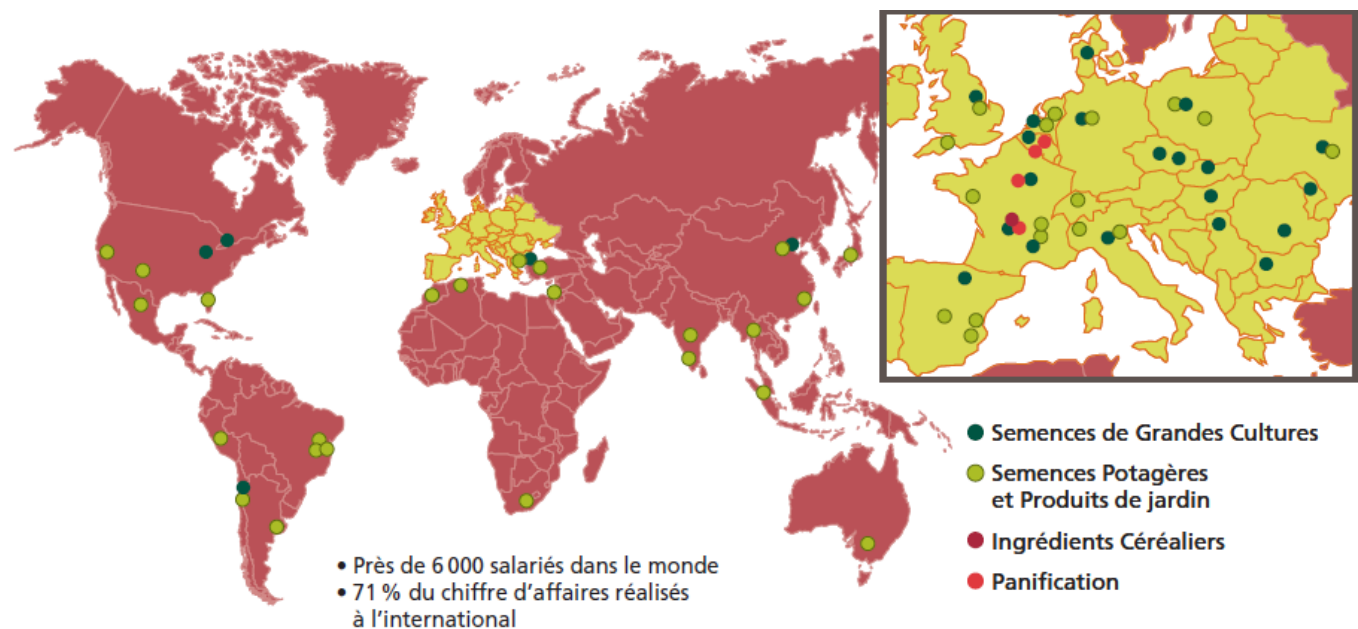 • Près de 6 000 salariés dans le monde
• 71 % du chiffre d'affaires réalisés
à l'international
Semences de Grandes Cultures
Semences Potagères
et Produits de jardin
Ingrédients Céréaliers
Panification